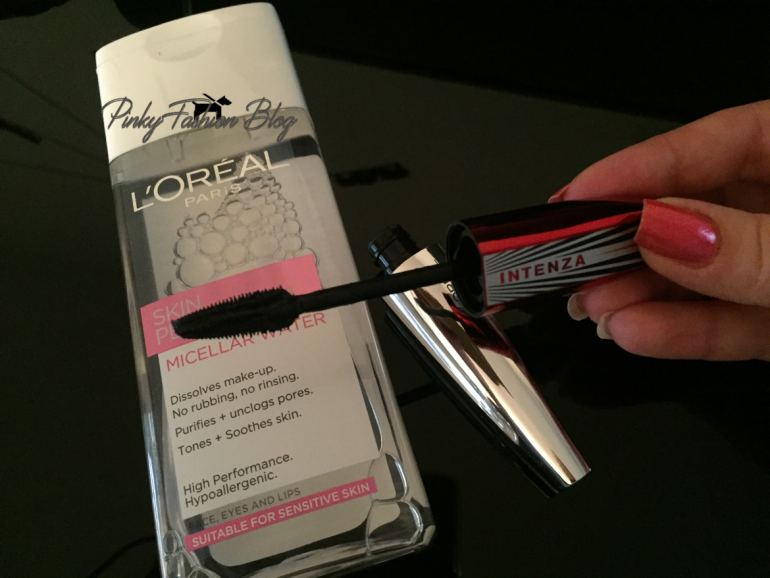 Pinky Fashion Blog
L'ORÉAL
PARIS
SKIN
MICELLAR WATER
Dissolves make-up.
No rubbing, no rinsing.
Purifies + unclogs pores.
Tones + Soothes skin.
High Performance.
Hypoallergenic.
FACE, EYES AND LIPS
SUITABLE FOR SENSITIVE SKIN
INTENZA